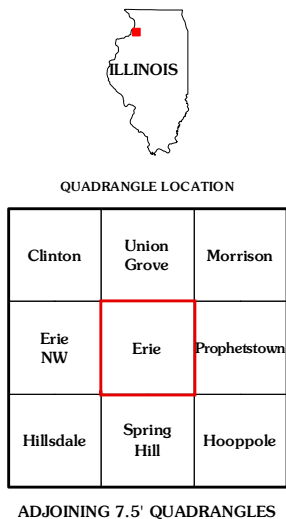 ILLINOIS
QUADRANGLE LOCATION
Clinton
Union
Grove
Morrison
Erie
NW
Erie
Prophetstown
Hillsdale
Spring
Hill
Hooppole
ADJOINING 7.5' QUADRANGLES